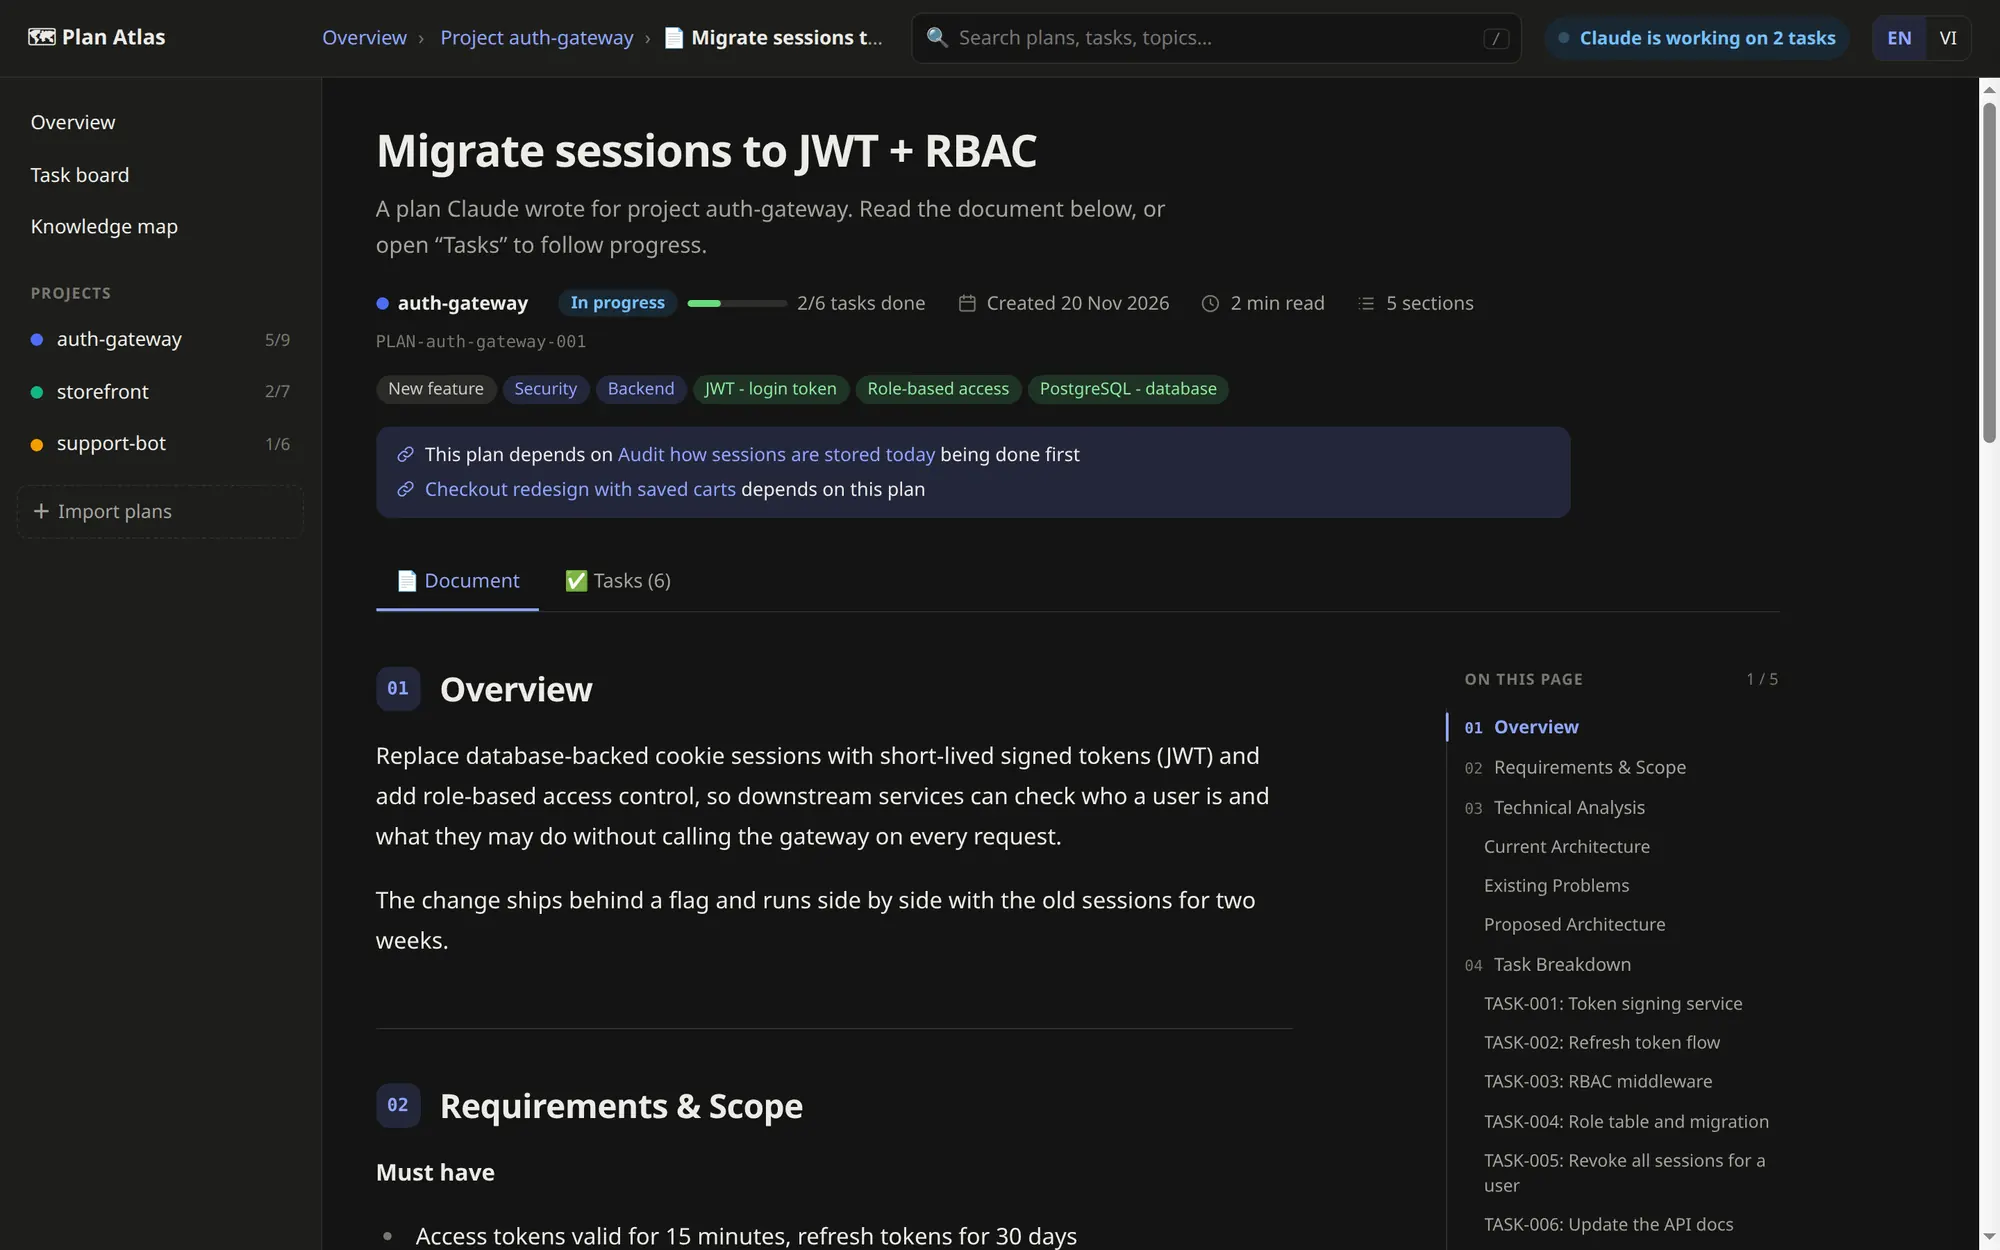 Plan Atlas
Overview › Project auth-gateway › Migrate sessions t...
Search plans, tasks, topics...
/
Claude is working on 2 tasks
EN VI
Overview
Task board
Knowledge map
PROJECTS
auth-gateway 5/9
storefront 2/7
support-bot 1/6
+ Import plans
Migrate sessions to JWT + RBAC
A plan Claude wrote for project auth-gateway. Read the document below, or
open “Tasks” to follow progress.
auth-gateway In progress 2/6 tasks done Created 20 Nov 2026 2 min read 5 sections
PLAN-auth-gateway-001
New feature Security Backend JWT - login token Role-based access PostgreSQL - database
This plan depends on Audit how sessions are stored today being done first
Checkout redesign with saved carts depends on this plan
Document Tasks (6)
01 Overview
Replace database-backed cookie sessions with short-lived signed tokens (JWT) and
add role-based access control, so downstream services can check who a user is and
what they may do without calling the gateway on every request.
The change ships behind a flag and runs side by side with the old sessions for two
weeks.
02 Requirements & Scope
Must have
• Access tokens valid for 15 minutes, refresh tokens for 30 days
ON THIS PAGE 1 / 5
01 Overview
02 Requirements & Scope
03 Technical Analysis
Current Architecture
Existing Problems
Proposed Architecture
04 Task Breakdown
TASK-001: Token signing service
TASK-002: Refresh token flow
TASK-003: RBAC middleware
TASK-004: Role table and migration
TASK-005: Revoke all sessions for a
user
TASK-006: Update the API docs